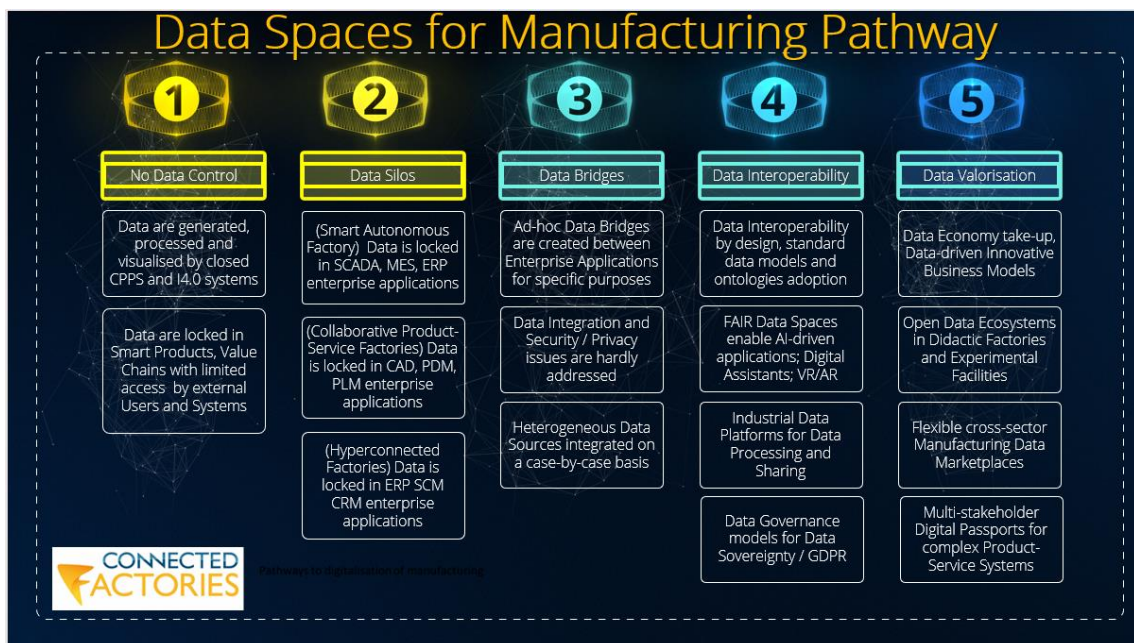 Data Spaces for Manufacturing Pathway
1
2
3
4
5
No Data Control
Data Silos
Data Bridges
Data Interoperability
Data Valorisation
Data are generated,
processed and
visualised by closed
CPPS and I4.0 systems
Data are locked in
Smart Products, Value
Chains with limited
access by external
Users and Systems
(Smart Autonomous
Factory) Data is locked
in SCADA, MES, ERP
enterprise applications
(Collaborative Product-
Service Factories) Data
is locked in CAD, PDM,
PLM enterprise
applications
(Hyperconnected
Factories) Data is
locked in ERP SCM
CRM enterprise
applications
Ad-hoc Data Bridges
are created between
Enterprise Applications
for specific purposes
Data Integration and
Security / Privacy
issues are hardly
addressed
Heterogeneous Data
Sources integrated on
a case-by-case basis
Data Interoperability
by design, standard
data models and
ontologies adoption
FAIR Data Spaces
enable AI-driven
applications; Digital
Assistants; VR/AR
Industrial Data
Platforms for Data
Processing and
Sharing
Data Governance
models for Data
Sovereignty / GDPR
Data Economy take-up,
Data-driven Innovative
Business Models
Open Data Ecosystems
in Didactic Factories
and Experimental
Facilities
Flexible cross-sector
Manufacturing Data
Marketplaces
Multi-stakeholder
Digital Passports for
complex Product-
Service Systems
CONNECTED
FACTORIES
Pathways to digitalisation of manufacturing